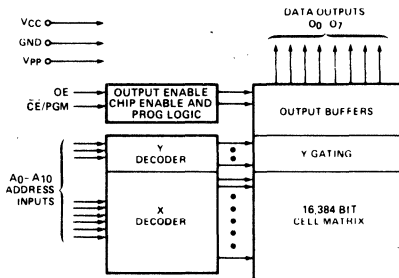 VCC
GND
VPP
DATA OUTPUTS
O0 O7
OE
CE/PGM
OUTPUT ENABLE
CHIP ENABLE AND
PROG LOGIC
OUTPUT BUFFERS
A0-A10
ADDRESS
INPUTS
Y
DECODER
Y GATING
X
DECODER
16,384 BIT
CELL MATRIX